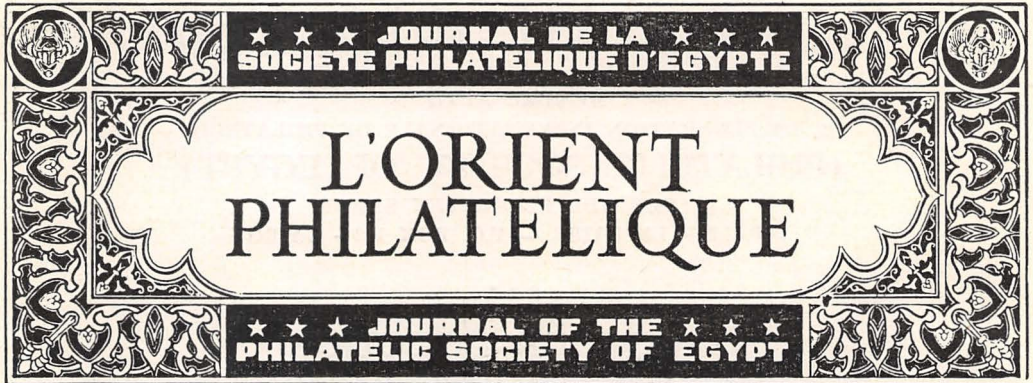 ★ ★ ★ JOURNAL DE LA ★ ★ ★
SOCIETE PHILATELIQUE D'EGYPTE
L'ORIENT
PHILATELIQUE
★ ★ ★ JOURNAL OF THE ★ ★ ★
PHILATELIC SOCIETY OF EGYPT